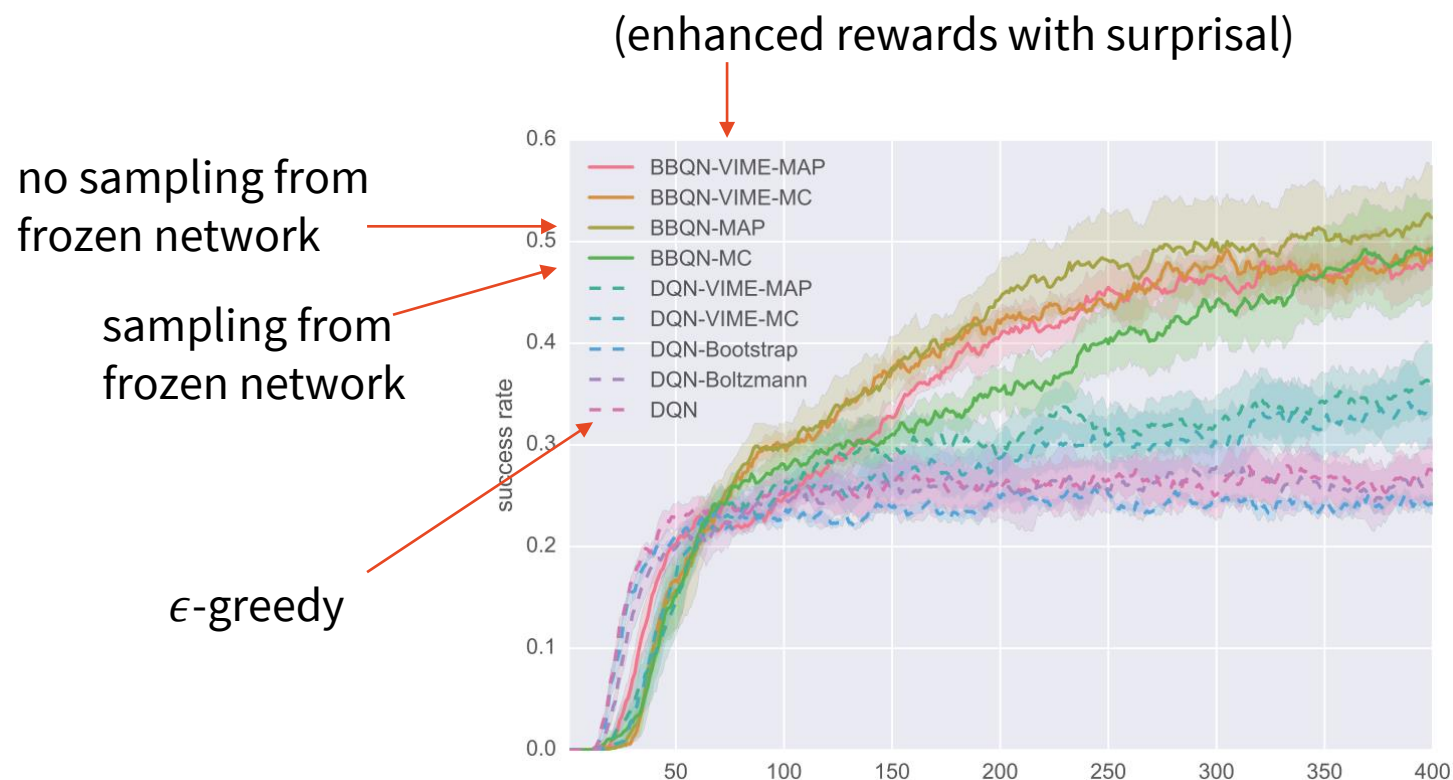 (enhanced rewards with surprisal)
no sampling from
frozen network
sampling from
frozen network
ϵ-greedy
success rate
0.6
0.5
0.4
0.3
0.2
0.1
0.0
BBQN-VIME-MAP
BBQN-VIME-MC
BBQN-MAP
BBQN-MC
DQN-VIME-MAP
DQN-VIME-MC
DQN-Bootstrap
DQN-Boltzmann
DQN
50 100 150 200 250 300 350 400